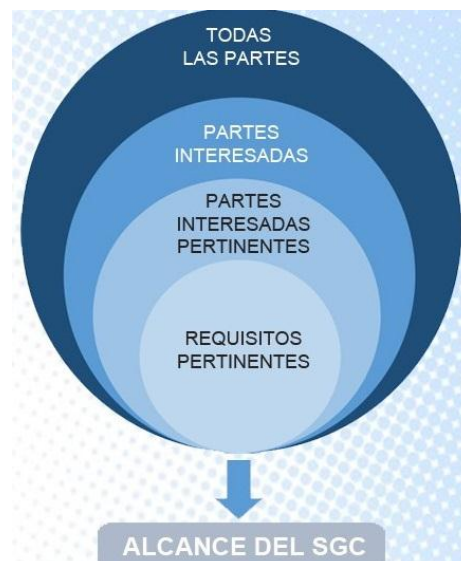 TODAS
LAS PARTES
PARTES
INTERESADAS
PARTES
INTERESADAS
PERTINENTES
REQUISITOS
PERTINENTES
ALCANCE DEL SGC